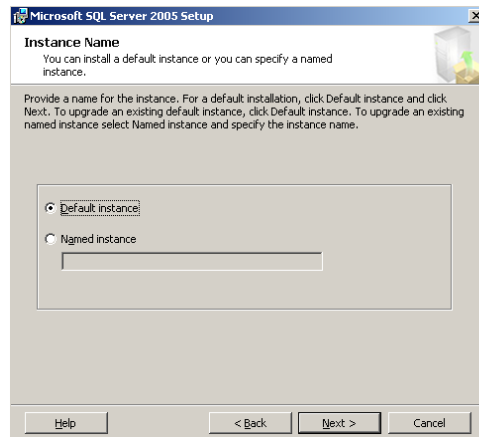 Microsoft SQL Server 2005 Setup
Instance Name
You can install a default instance or you can specify a named
instance.
Provide a name for the instance. For a default installation, click Default instance and click
Next. To upgrade an existing default instance, click Default instance. To upgrade an existing
named instance select Named instance and specify the instance name.
Default instance
Named instance
Help
< Back
Next >
Cancel